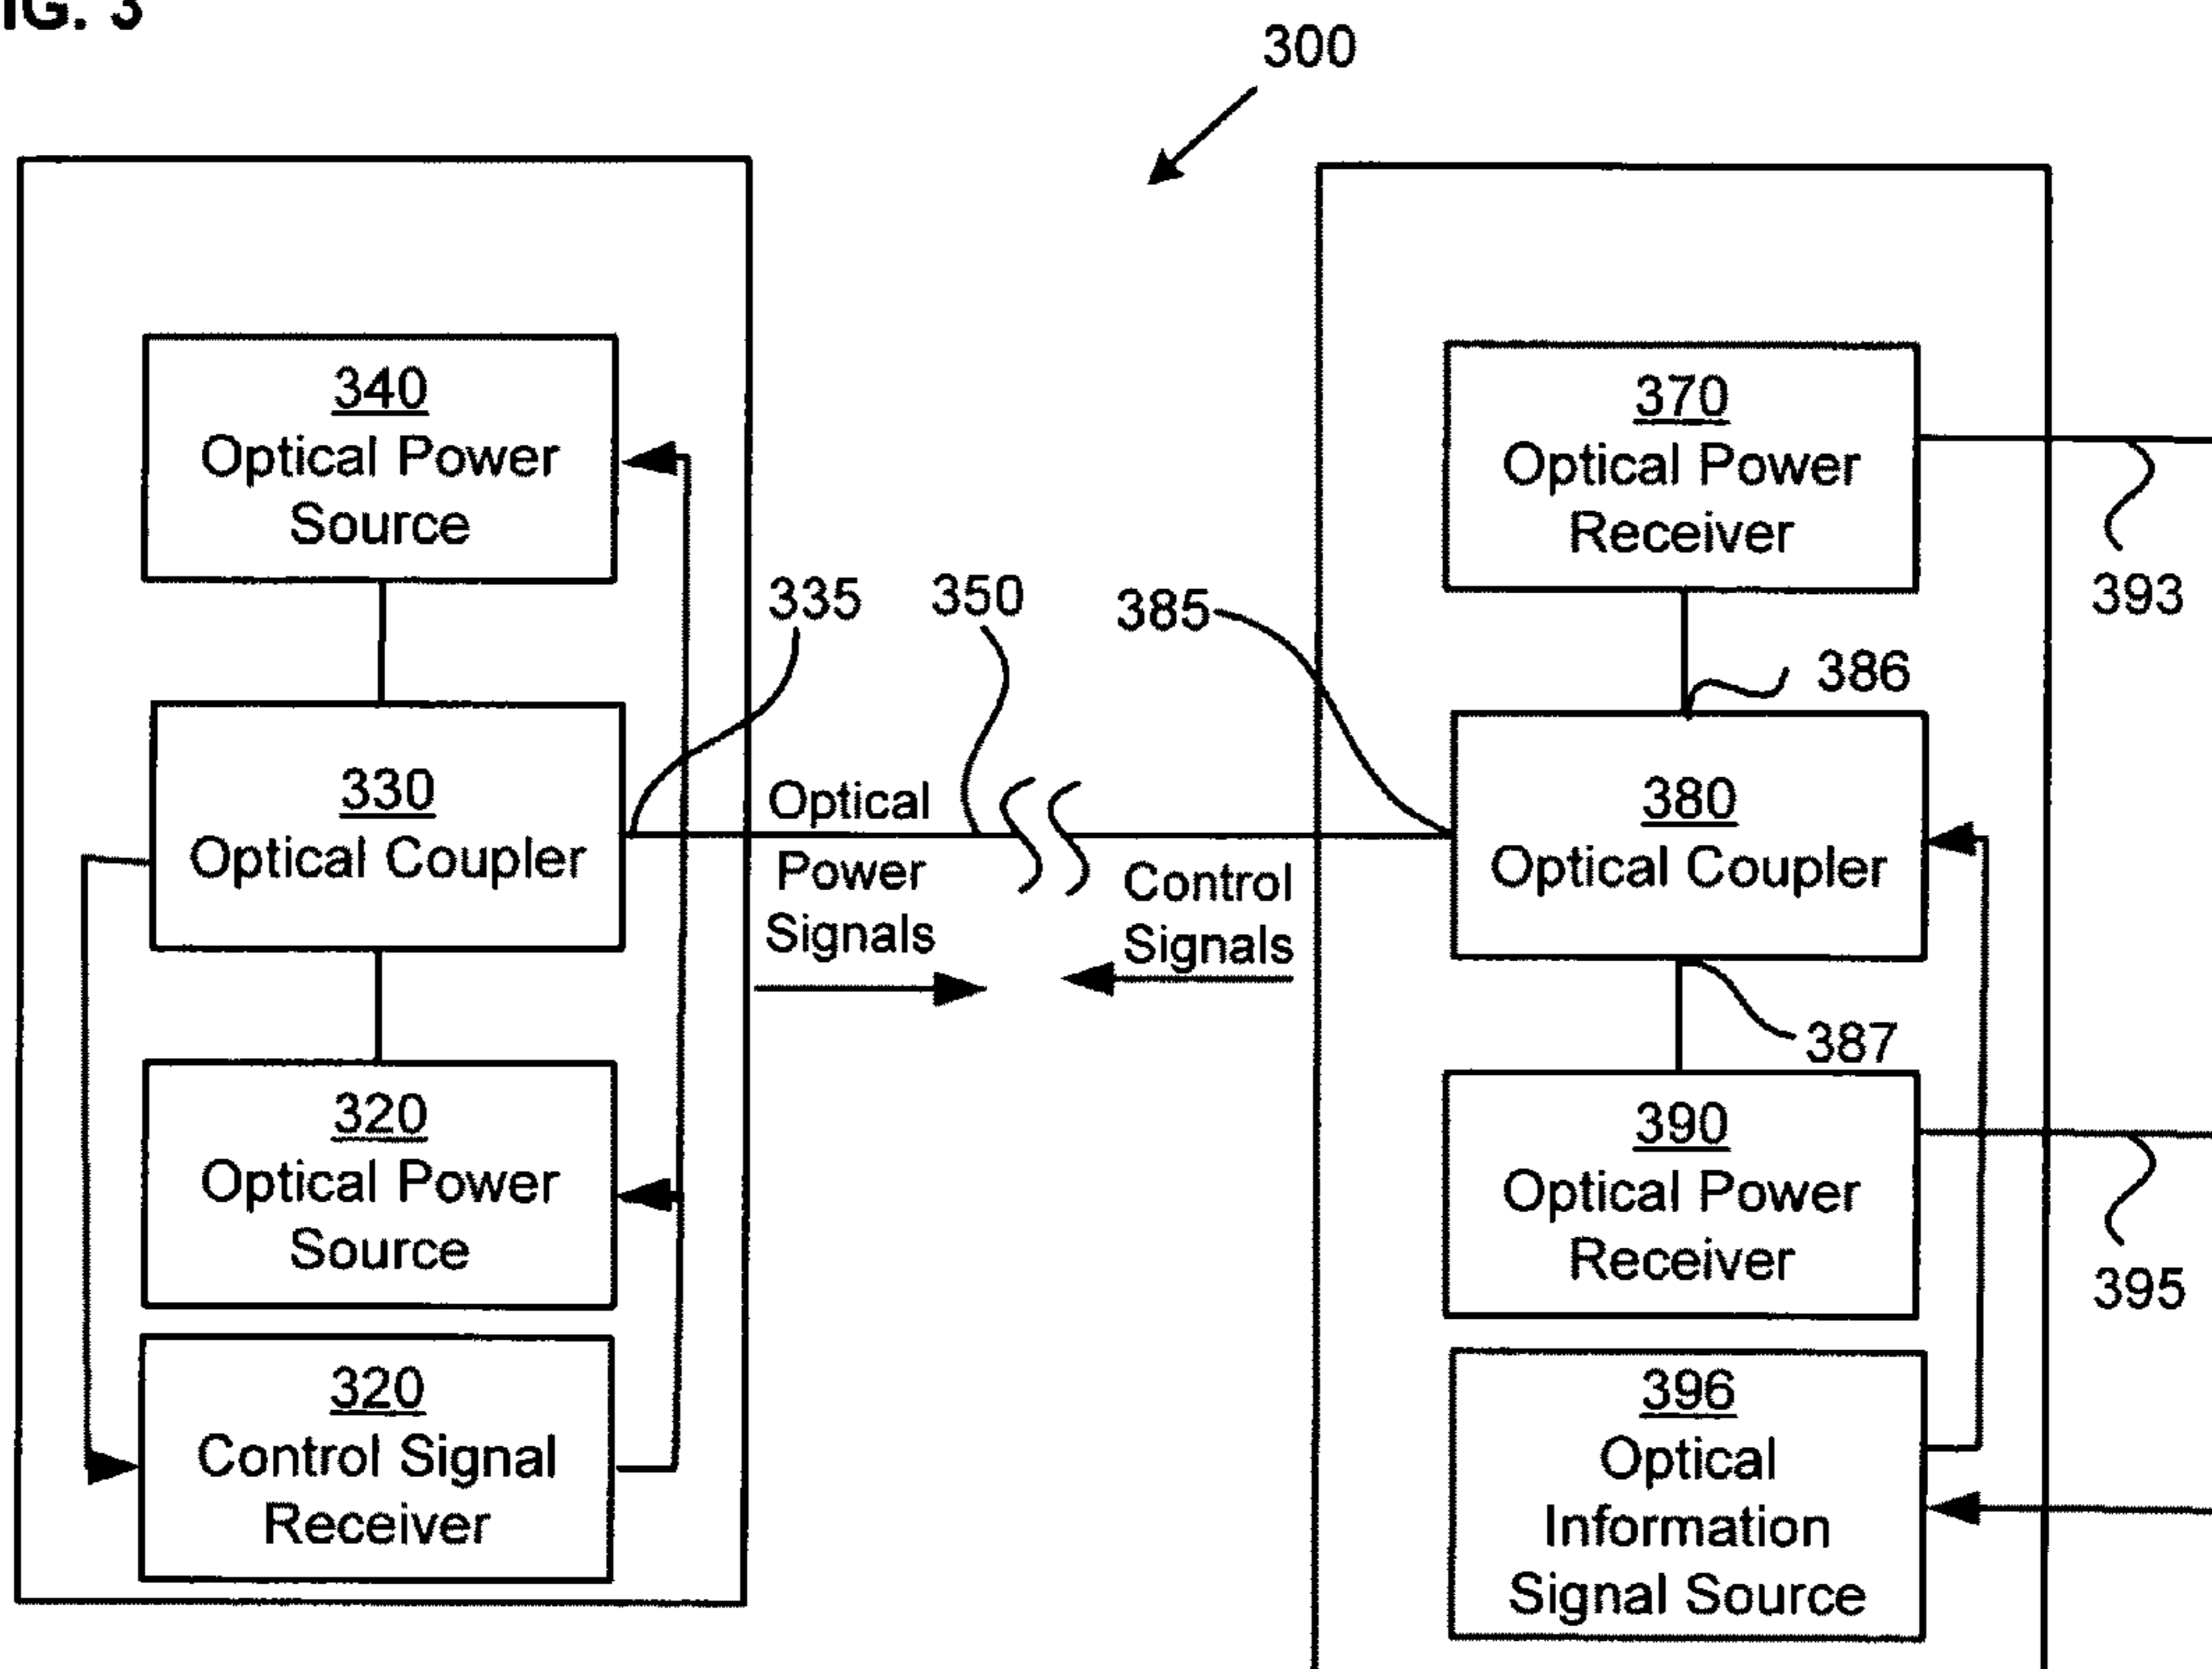 IG. 3
300
340
Optical Power
Source
335
350
385
330
Optical Coupler
Optical
Power
Signals
Control
Signals
320
Optical Power
Source
320
Control Signal
Receiver
370
Optical Power
Receiver
393
386
380
Optical Coupler
387
390
Optical Power
Receiver
395
396
Optical
Information
Signal Source